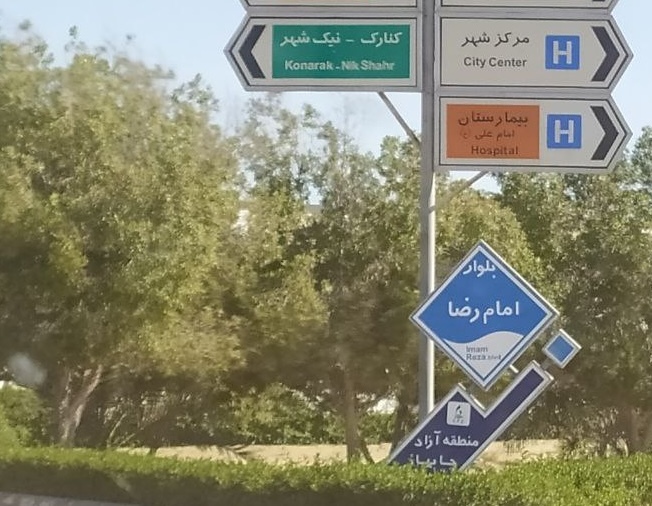 کنارک - نیک شهر
Konarak - Nik Shahr
مرکز شهر
City Center
H
بیمارستان
امام علی
Hospital
H
بلوار
امام رضا
Imam
Reza Blvd
منطقه آزاد
چابهار